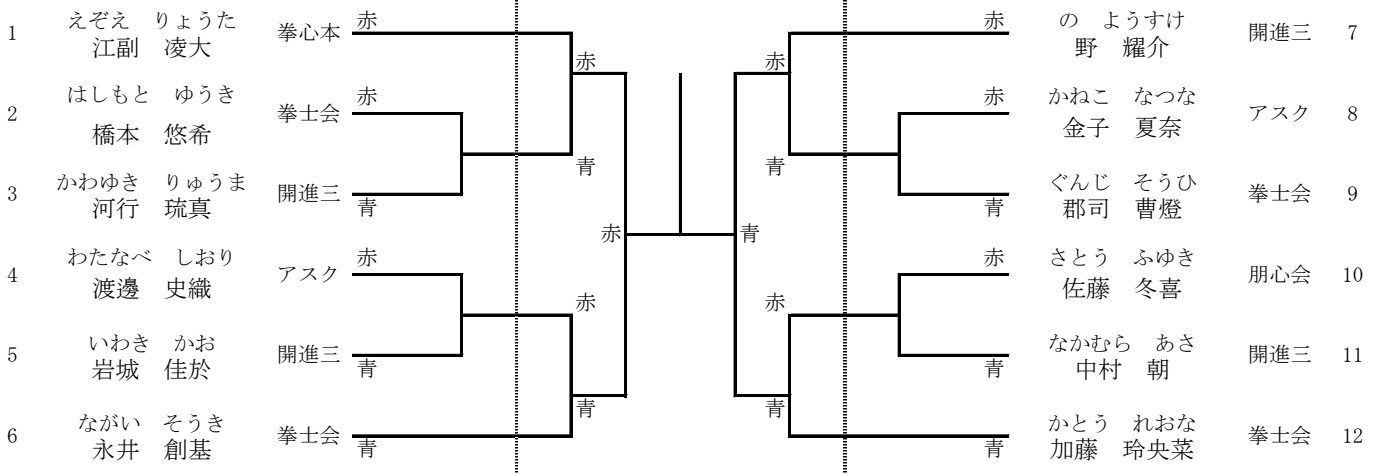 えぞえ　りょうた　赤　赤　の　ようすけ
1　江副　凌大　拳心本　野　耀介　開進三　7
赤　赤
はしもと　ゆうき　赤　赤　かねこ　なつな
2　橋本　悠希　拳士会　金子　夏奈　アスク　8
青　青
かわゆき　りゅうま　ぐんじ　そうひ
3　河行　琉真　開進三　青　青　郡司　曹燈　拳士会　9
赤　青
わたなべ　しおり　赤　赤　さとう　ふゆき
4　渡邊　史織　アスク　佐藤　冬喜　朋心会　10
赤　赤
いわき　かお　なかむら　あさ
5　岩城　佳於　開進三　青　青　中村　朝　開進三　11
青　青
ながい　そうき　かとう　れおな
6　永井　創基　拳士会　青　青　加藤　玲央菜　拳士会　12